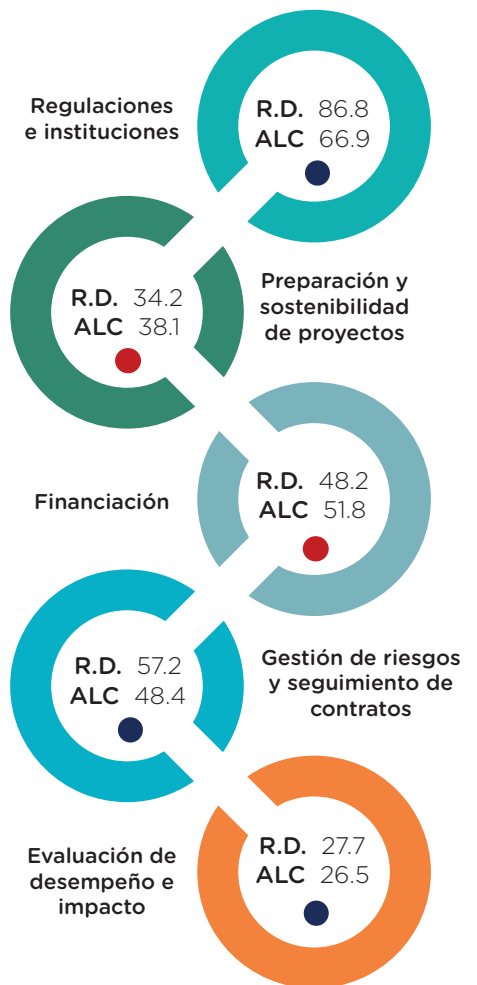 Regulaciones
e instituciones
R.D. 86.8
ALC 66.9
R.D. 34.2
ALC 38.1
Preparación y
sostenibilidad
de proyectos
Financiación
R.D. 48.2
ALC 51.8
R.D. 57.2
ALC 48.4
Gestión de riesgos
y seguimiento de
contratos
Evaluación de
desempeño e
impacto
R.D. 27.7
ALC 26.5